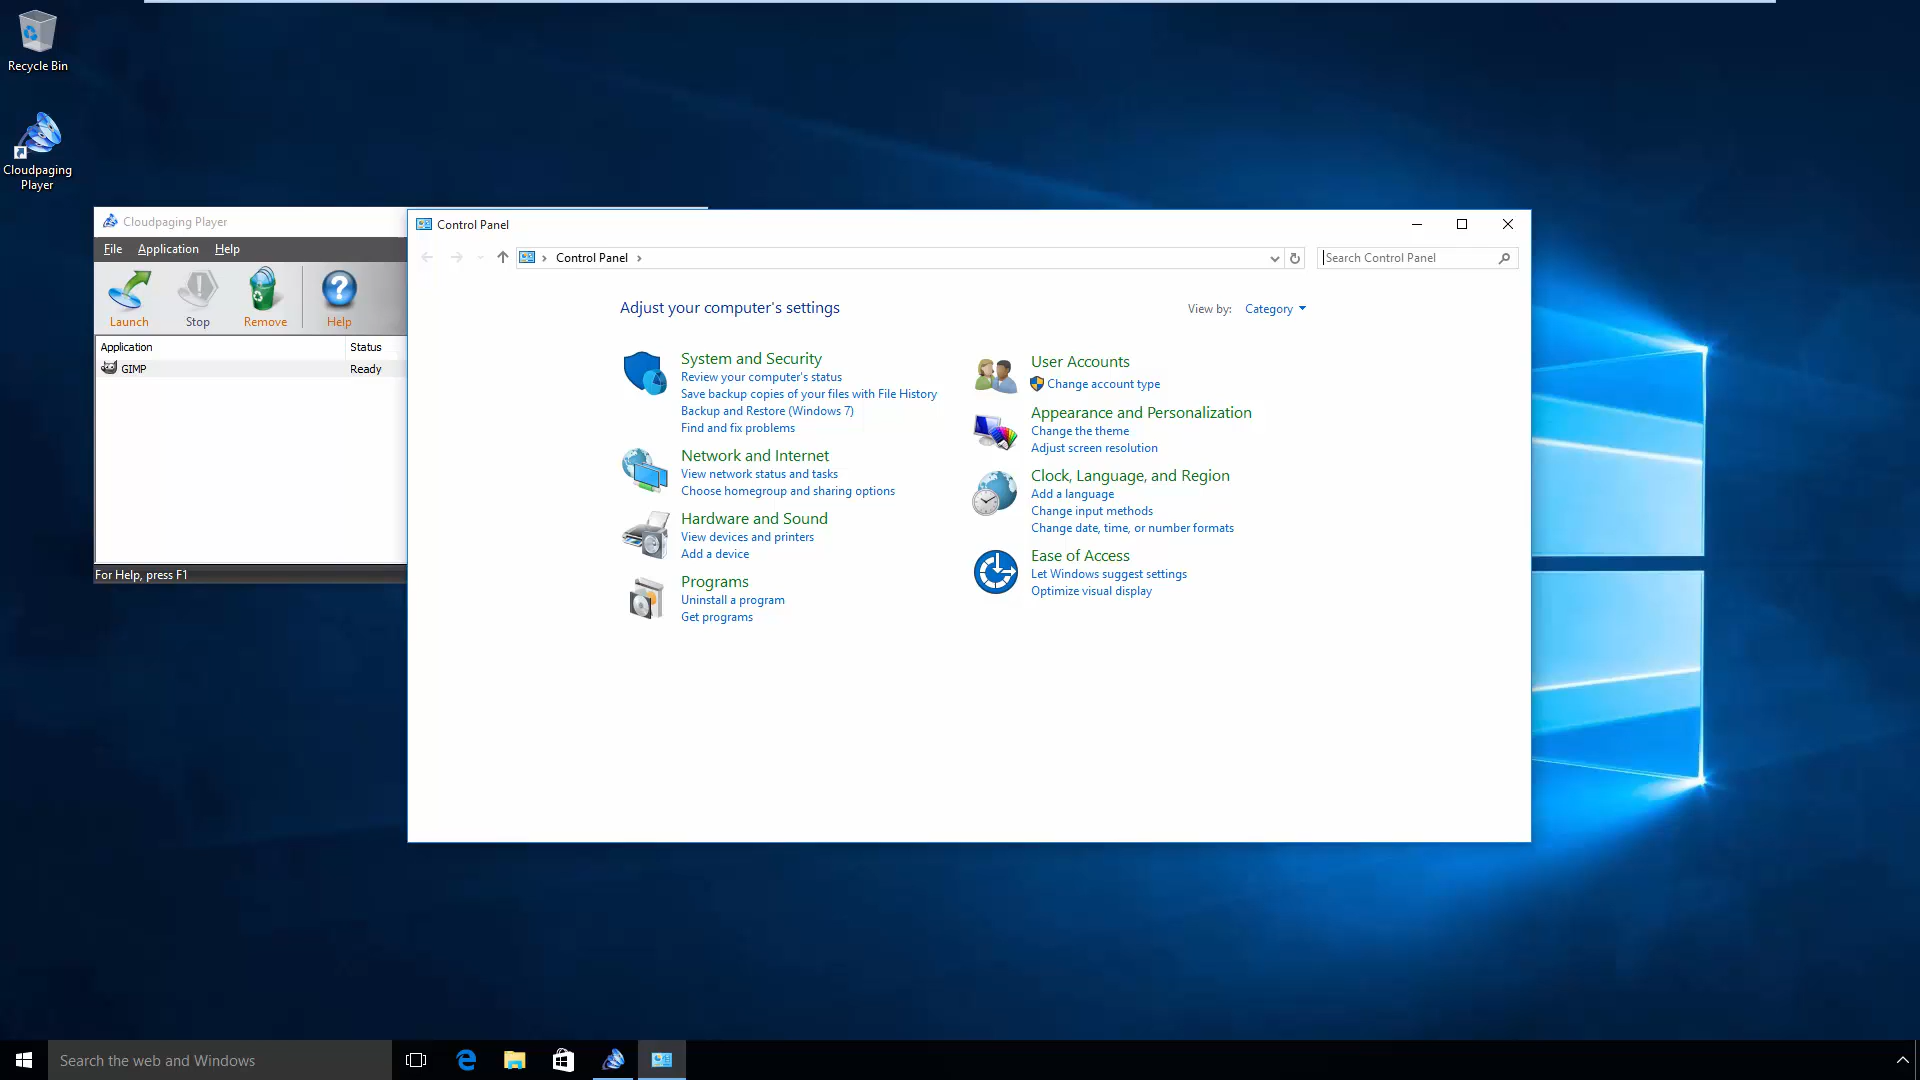 Recycle Bin
Cloudpaging
Player
Cloudpaging Player
File Application Help
Launch Stop Remove Help
Application Status
GIMP Ready
For Help, press F1
Control Panel
Control Panel
Search Control Panel
Adjust your computer's settings
View by: Category
System and Security
Review your computer's status
Save backup copies of your files with File History
Backup and Restore (Windows 7)
Find and fix problems
Network and Internet
View network status and tasks
Choose homegroup and sharing options
Hardware and Sound
View devices and printers
Add a device
Programs
Uninstall a program
Get programs
User Accounts
Change account type
Appearance and Personalization
Change the theme
Adjust screen resolution
Clock, Language, and Region
Add a language
Change input methods
Change date, time, or number formats
Ease of Access
Let Windows suggest settings
Optimize visual display
Search the web and Windows